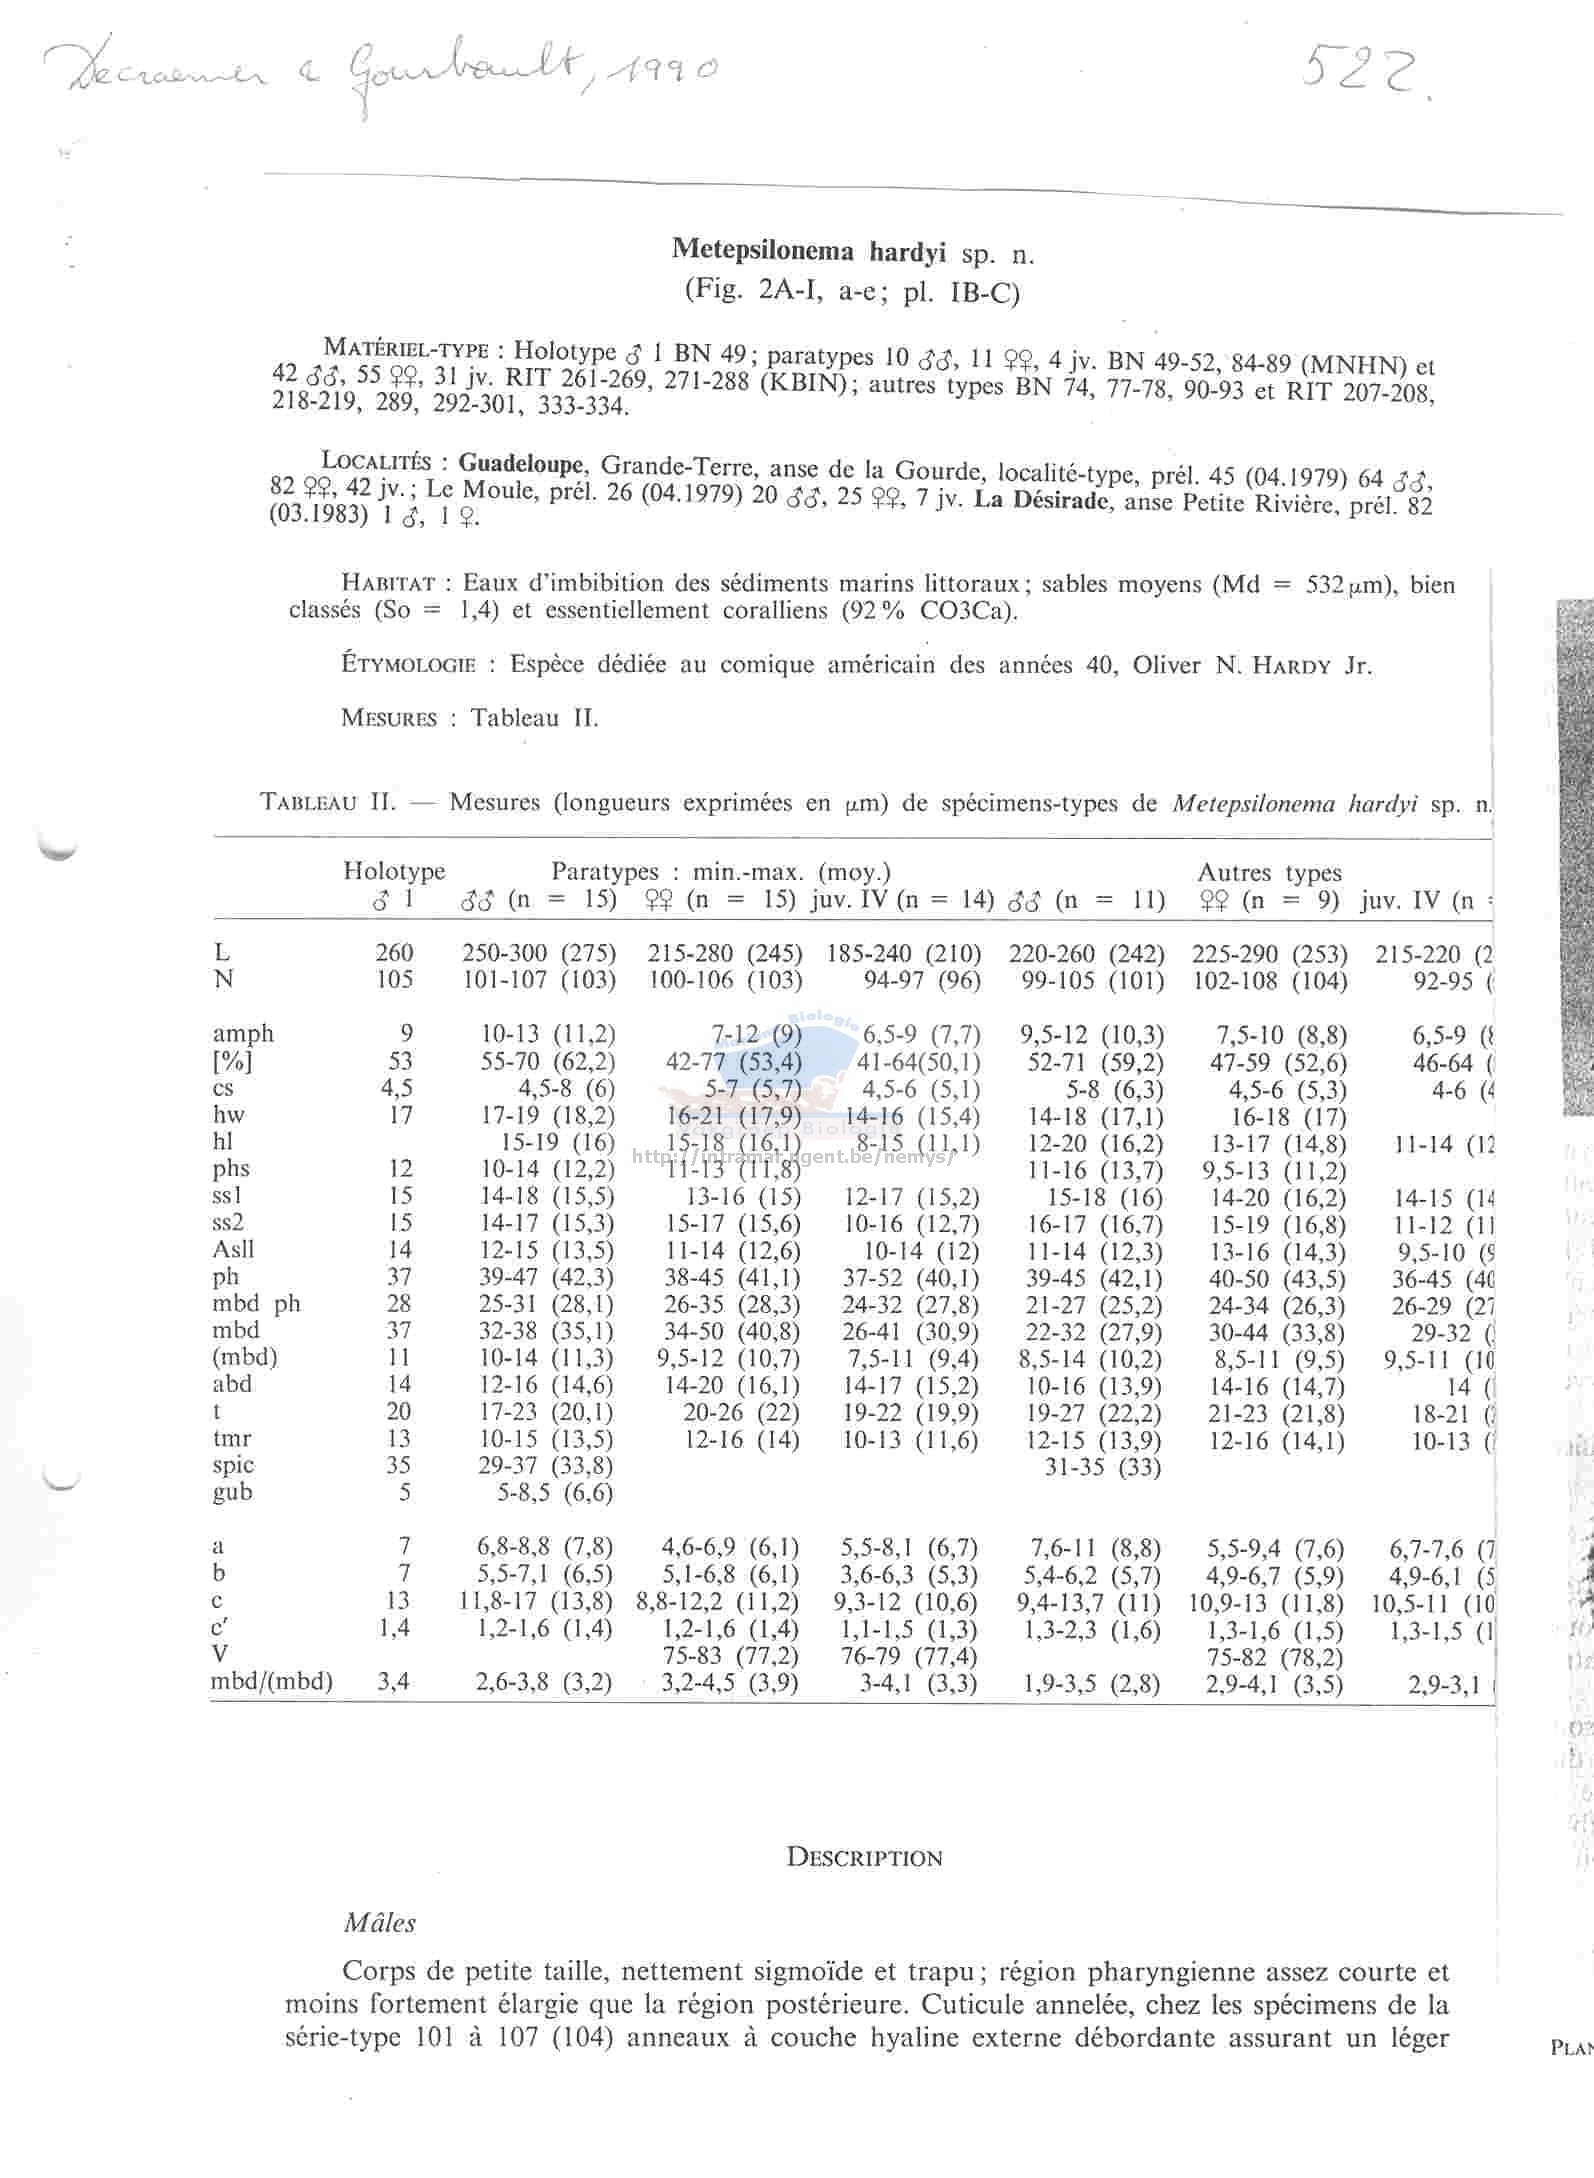 Decraemer & Gourbault, 1990
522.
Metepsilonema hardyi sp. n.
(Fig. 2A-I, a-e; pl. IB-C)
MATÉRIEL-TYPE : Holotype ♂ 1 BN 49; paratypes 10 ♂♂, 11 ♀♀, 4 jv. BN 49-52, 84-89 (MNHN) et
42 ♂♂, 55 ♀♀, 31 jv. RIT 261-269, 271-288 (KBIN); autres types BN 74, 77-78, 90-93 et RIT 207-208,
218-219, 289, 292-301, 333-334.
LOCALITÉS : Guadeloupe, Grande-Terre, anse de la Gourde, localité-type, prél. 45 (04.1979) 64 ♂♂,
82 ♀♀, 42 jv.; Le Moule, prél. 26 (04.1979) 20 ♂♂, 25 ♀♀, 7 jv. La Désirade, anse Petite Rivière, prél. 82
(03.1983) 1 ♂, 1 ♀.
HABITAT : Eaux d'imbibition des sédiments marins littoraux; sables moyens (Md = 532 µm), bien
classés (So = 1,4) et essentiellement coralliens (92 % CO3Ca).
ÉTYMOLOGIE : Espèce dédiée au comique américain des années 40, Oliver N. HARDY Jr.
MESURES : Tableau II.
TABLEAU II. — Mesures (longueurs exprimées en µm) de spécimens-types de Metepsilonema hardyi sp. n.
Holotype Paratypes : min.-max. (moy.) Autres types
♂ 1 ♂♂ (n = 15) ♀♀ (n = 15) juv. IV (n = 14) ♂♂ (n = 11) ♀♀ (n = 9) juv. IV (n
L 260 250-300 (275) 215-280 (245) 185-240 (210) 220-260 (242) 225-290 (253) 215-220 (2
N 105 101-107 (103) 100-106 (103) 94-97 (96) 99-105 (101) 102-108 (104) 92-95 (
amph 9 10-13 (11,2) 7-12 (9) 6,5-9 (7,7) 9,5-12 (10,3) 7,5-10 (8,8) 6,5-9 (
[%] 53 55-70 (62,2) 42-77 (53,4) 41-64(50,1) 52-71 (59,2) 47-59 (52,6) 46-64 (
cs 4,5 4,5-8 (6) 5-7 (5,7) 4,5-6 (5,1) 5-8 (6,3) 4,5-6 (5,3) 4-6 (4
hw 17 17-19 (18,2) 16-21 (17,9) 14-16 (15,4) 14-18 (17,1) 16-18 (17)
hl 15-19 (16) 15-18 (16,1) 8-15 (11,1) 12-20 (16,2) 13-17 (14,8) 11-14 (12
phs 12 10-14 (12,2) 11-13 (11,8) 11-16 (13,7) 9,5-13 (11,2)
ss1 15 14-18 (15,5) 13-16 (15) 12-17 (15,2) 15-18 (16) 14-20 (16,2) 14-15 (14
ss2 15 14-17 (15,3) 15-17 (15,6) 10-16 (12,7) 16-17 (16,7) 15-19 (16,8) 11-12 (11
Asll 14 12-15 (13,5) 11-14 (12,6) 10-14 (12) 11-14 (12,3) 13-16 (14,3) 9,5-10 (9
ph 37 39-47 (42,3) 38-45 (41,1) 37-52 (40,1) 39-45 (42,1) 40-50 (43,5) 36-45 (40
mbd ph 28 25-31 (28,1) 26-35 (28,3) 24-32 (27,8) 21-27 (25,2) 24-34 (26,3) 26-29 (27
mbd 37 32-38 (35,1) 34-50 (40,8) 26-41 (30,9) 22-32 (27,9) 30-44 (33,8) 29-32 (
(mbd) 11 10-14 (11,3) 9,5-12 (10,7) 7,5-11 (9,4) 8,5-14 (10,2) 8,5-11 (9,5) 9,5-11 (10
abd 14 12-16 (14,6) 14-20 (16,1) 14-17 (15,2) 10-16 (13,9) 14-16 (14,7) 14 (
t 20 17-23 (20,1) 20-26 (22) 19-22 (19,9) 19-27 (22,2) 21-23 (21,8) 18-21 (
tmr 13 10-15 (13,5) 12-16 (14) 10-13 (11,6) 12-15 (13,9) 12-16 (14,1) 10-13 (
spic 35 29-37 (33,8) 31-35 (33)
gub 5 5-8,5 (6,6)
a 7 6,8-8,8 (7,8) 4,6-6,9 (6,1) 5,5-8,1 (6,7) 7,6-11 (8,8) 5,5-9,4 (7,6) 6,7-7,6 (7
b 7 5,5-7,1 (6,5) 5,1-6,8 (6,1) 3,6-6,3 (5,3) 5,4-6,2 (5,7) 4,9-6,7 (5,9) 4,9-6,1 (5
c 13 11,8-17 (13,8) 8,8-12,2 (11,2) 9,3-12 (10,6) 9,4-13,7 (11) 10,9-13 (11,8) 10,5-11 (10
c′ 1,4 1,2-1,6 (1,4) 1,2-1,6 (1,4) 1,1-1,5 (1,3) 1,3-2,3 (1,6) 1,3-1,6 (1,5) 1,3-1,5 (1
V 75-83 (77,2) 76-79 (77,4) 75-82 (78,2)
mbd/(mbd) 3,4 2,6-3,8 (3,2) 3,2-4,5 (3,9) 3-4,1 (3,3) 1,9-3,5 (2,8) 2,9-4,1 (3,5) 2,9-3,1
Vakgroep Biologie
http://intramar.ugent.be/nemys/
DESCRIPTION
Mâles
Corps de petite taille, nettement sigmoïde et trapu; région pharyngienne assez courte et
moins fortement élargie que la région postérieure. Cuticule annelée, chez les spécimens de la
série-type 101 à 107 (104) anneaux à couche hyaline externe débordante assurant un léger
PLAN